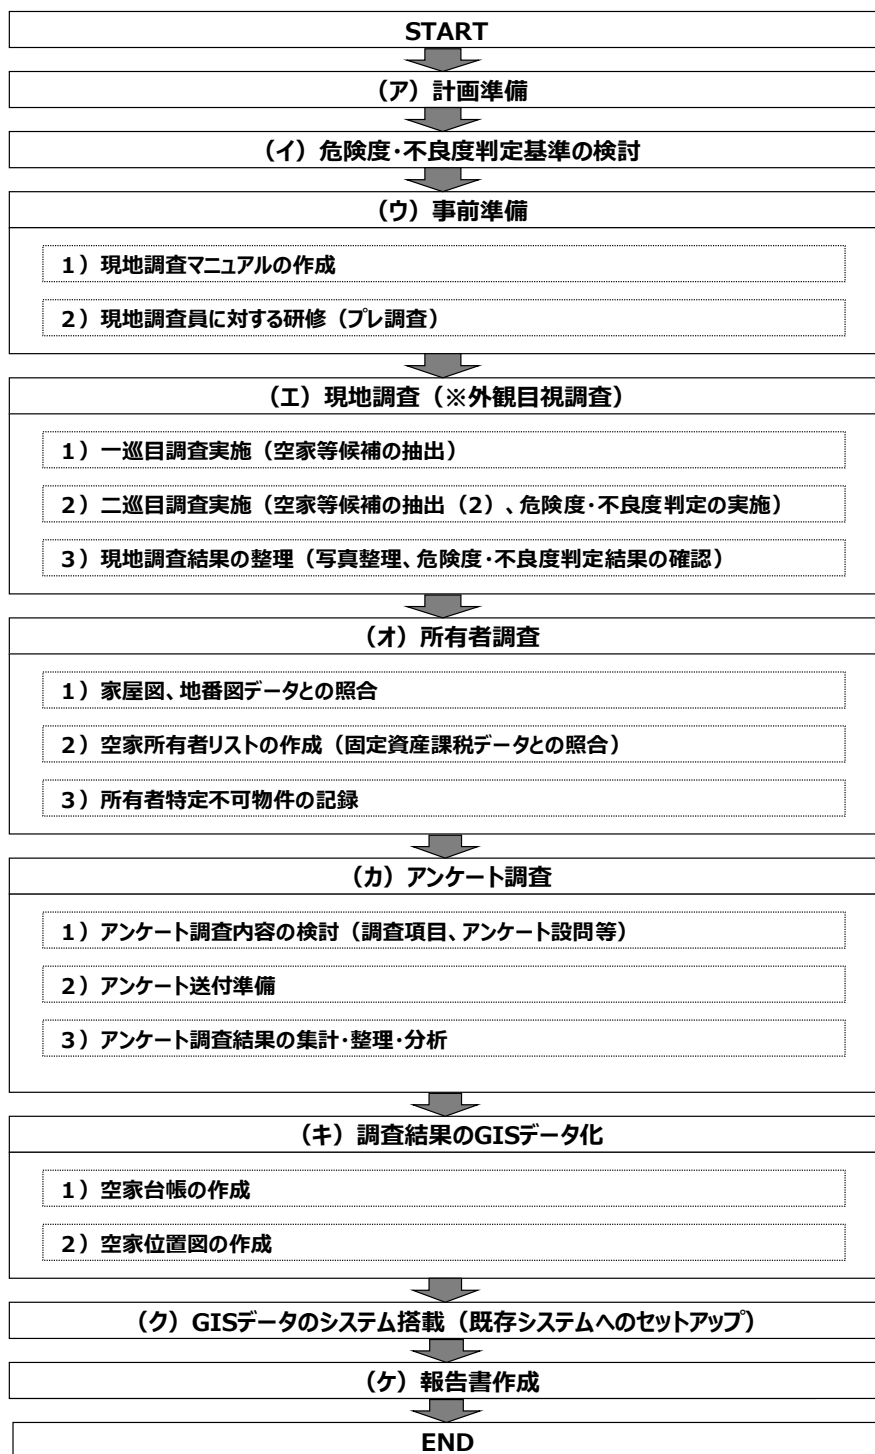 START
（ア）計画準備
（イ）危険度・不良度判定基準の検討
（ウ）事前準備
１）現地調査マニュアルの作成
２）現地調査員に対する研修（プレ調査）
（エ）現地調査（※外観目視調査）
１）一巡目調査実施（空家等候補の抽出）
２）二巡目調査実施（空家等候補の抽出（2）、危険度・不良度判定の実施）
３）現地調査結果の整理（写真整理、危険度・不良度判定結果の確認）
（オ）所有者調査
１）家屋図、地番図データとの照合
２）空家所有者リストの作成（固定資産課税データとの照合）
３）所有者特定不可物件の記録
（カ）アンケート調査
１）アンケート調査内容の検討（調査項目、アンケート設問等）
２）アンケート送付準備
３）アンケート調査結果の集計・整理・分析
（キ）調査結果のGISデータ化
１）空家台帳の作成
２）空家位置図の作成
（ク）GISデータのシステム搭載（既存システムへのセットアップ）
（ケ）報告書作成
END